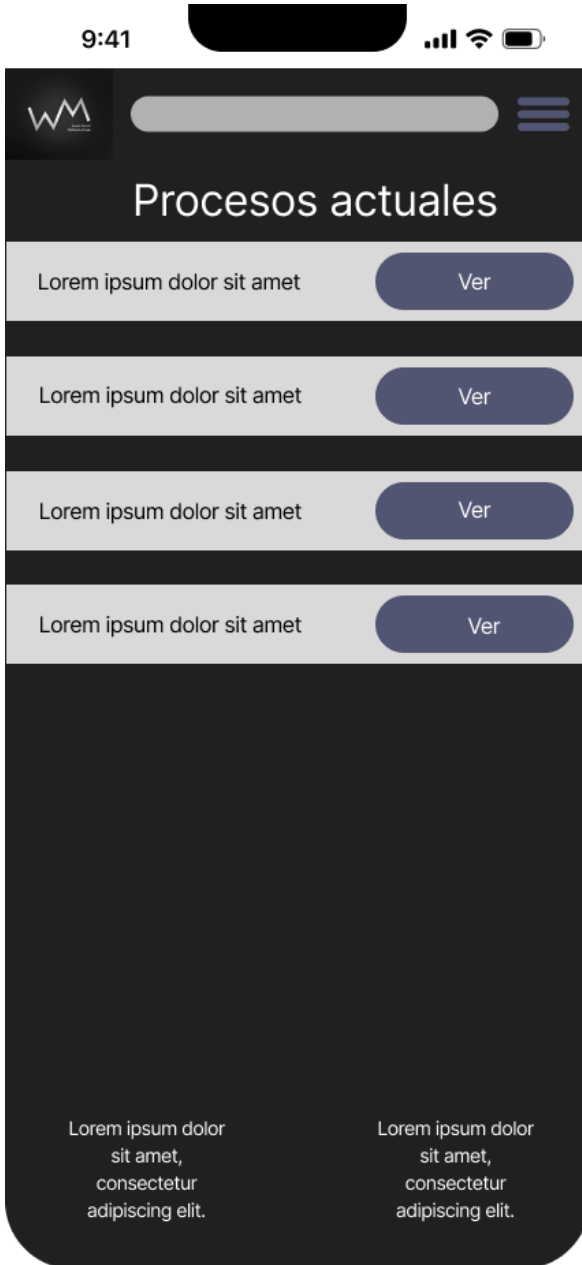 9:41
WM
Procesos actuales
Lorem ipsum dolor sit amet
Ver
Lorem ipsum dolor sit amet
Ver
Lorem ipsum dolor sit amet
Ver
Lorem ipsum dolor sit amet
Ver
Lorem ipsum dolor
sit amet,
consectetur
adipiscing elit.
Lorem ipsum dolor
sit amet,
consectetur
adipiscing elit.